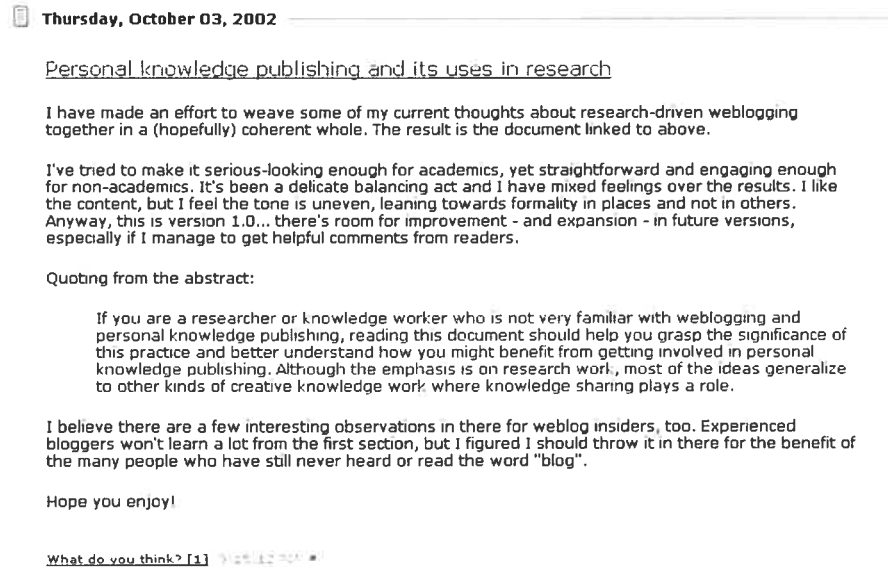 Thursday, October 03, 2002
Personal knowledge publishing and its uses in research
I have made an effort to weave some of my current thoughts about research-driven weblogging
together in a (hopefully) coherent whole. The result is the document linked to above.
I've tried to make it serious-looking enough for academics, yet straightforward and engaging enough
for non-academics. It's been a delicate balancing act and I have mixed feelings over the results. I like
the content, but I feel the tone is uneven, leaning towards formality in places and not in others.
Anyway, this is version 1.0... there's room for improvement - and expansion - in future versions,
especially if I manage to get helpful comments from readers.
Quoting from the abstract:
If you are a researcher or knowledge worker who is not very familiar with weblogging and
personal knowledge publishing, reading this document should help you grasp the significance of
this practice and better understand how you might benefit from getting involved in personal
knowledge publishing. Although the emphasis is on research work, most of the ideas generalize
to other kinds of creative knowledge work where knowledge sharing plays a role.
I believe there are a few interesting observations in there for weblog insiders, too. Experienced
bloggers won't learn a lot from the first section, but I figured I should throw it in there for the benefit of
the many people who have still never heard or read the word "blog".
Hope you enjoy!
What do you think? [1]